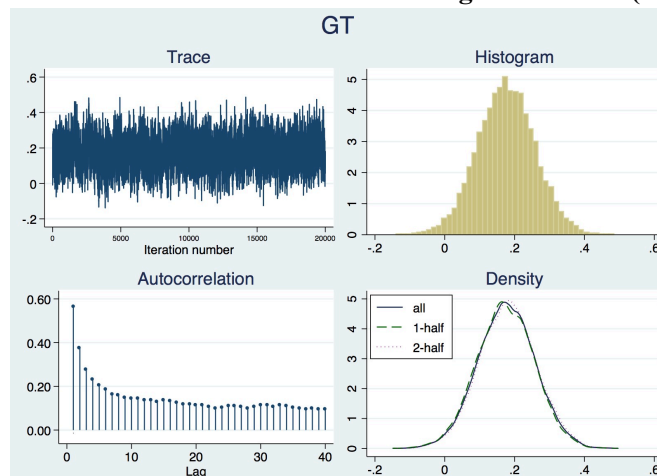 GT
Trace
.6
.4
.2
0
-.2
0 5000 10000 15000 20000
Iteration number
Histogram
5
4
3
2
1
0
-.2 0 .2 .4 .6
Autocorrelation
0.60
0.40
0.20
0.00
0 10 20 30 40
Lag
Density
all
1-half
2-half
5
4
3
2
1
0
-.2 0 .2 .4 .6